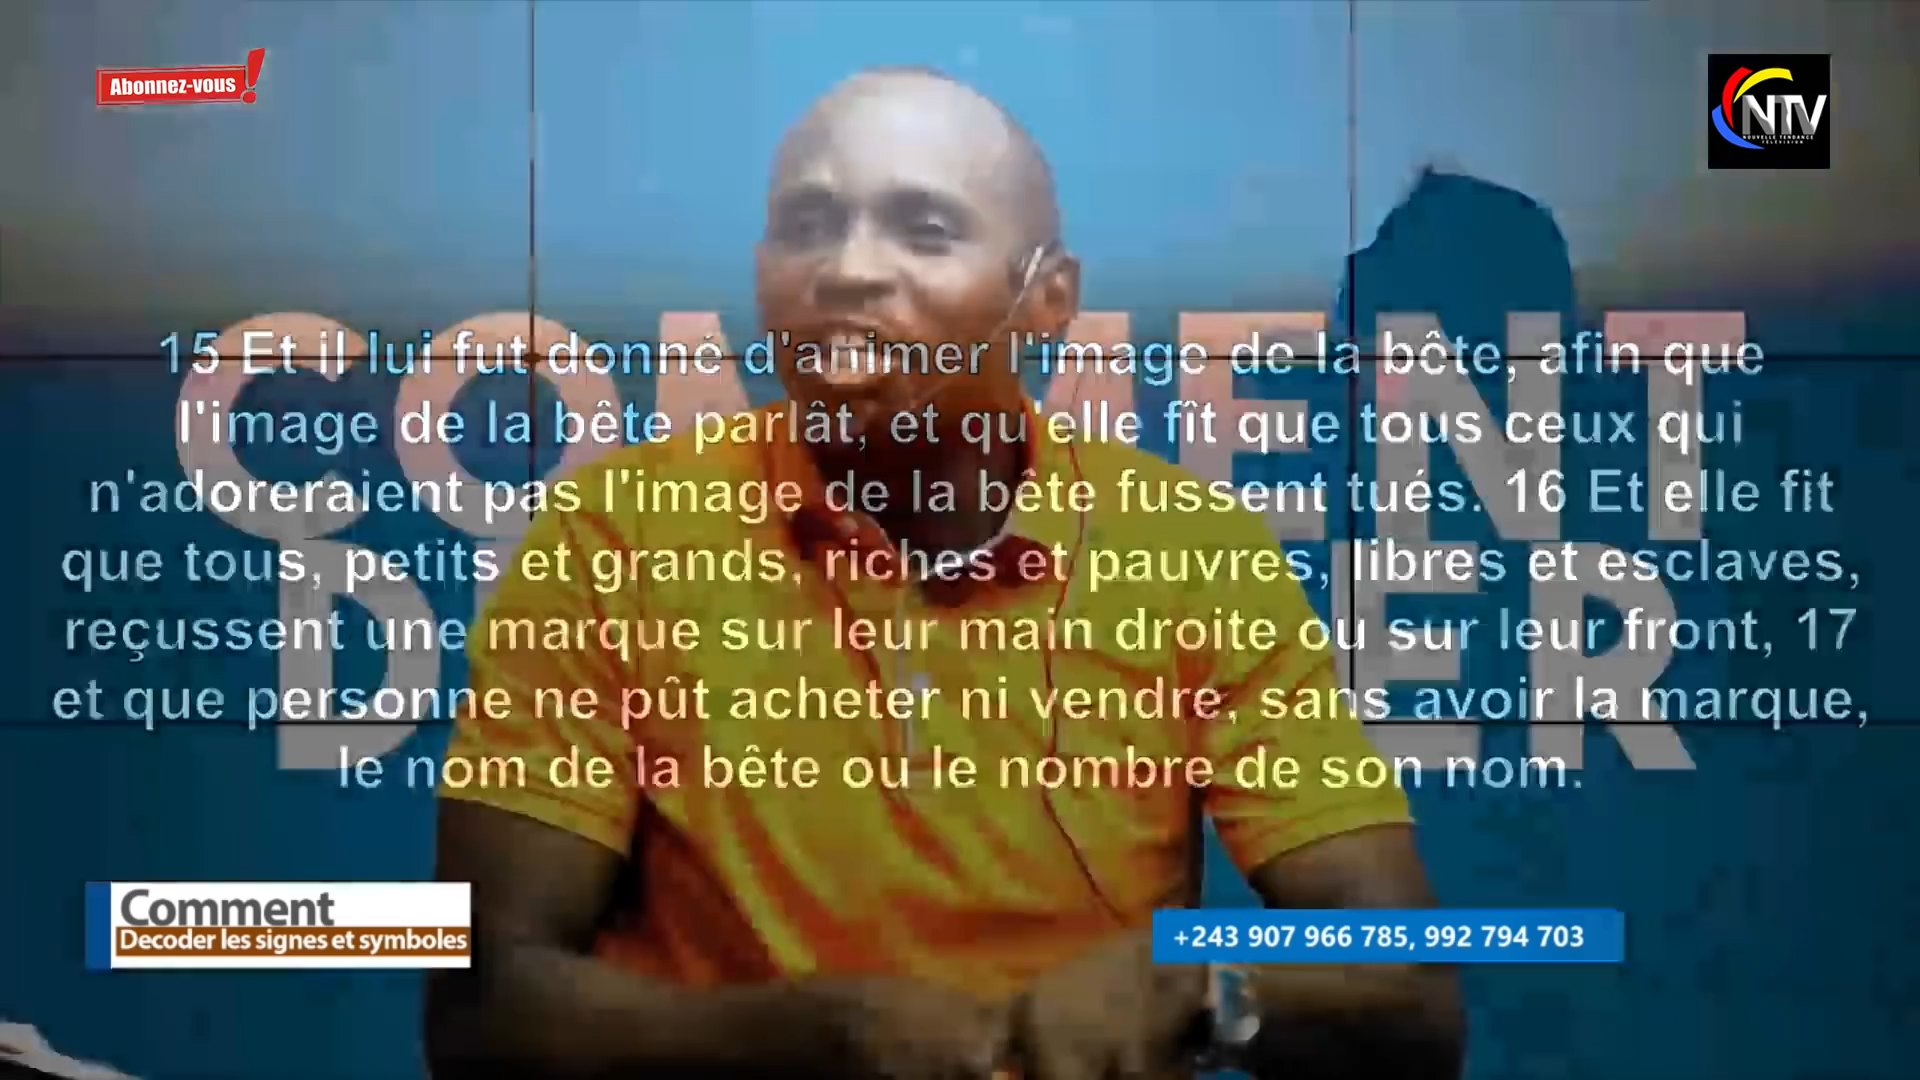 Abonnez-vous !
NTV
NOUVELLE TENDANCE
TELEVISION
COMMENT
15 Et il lui fut donné d'animer l'image de la bête, afin que
l'image de la bête parlât, et qu'elle fît que tous ceux qui
n'adoreraient pas l'image de la bête fussent tués. 16 Et elle fit
que tous, petits et grands, riches et pauvres, libres et esclaves,
reçussent une marque sur leur main droite ou sur leur front, 17
et que personne ne pût acheter ni vendre, sans avoir la marque,
le nom de la bête ou le nombre de son nom.
Comment
Decoder les signes et symboles
+243 907 966 785, 992 794 703